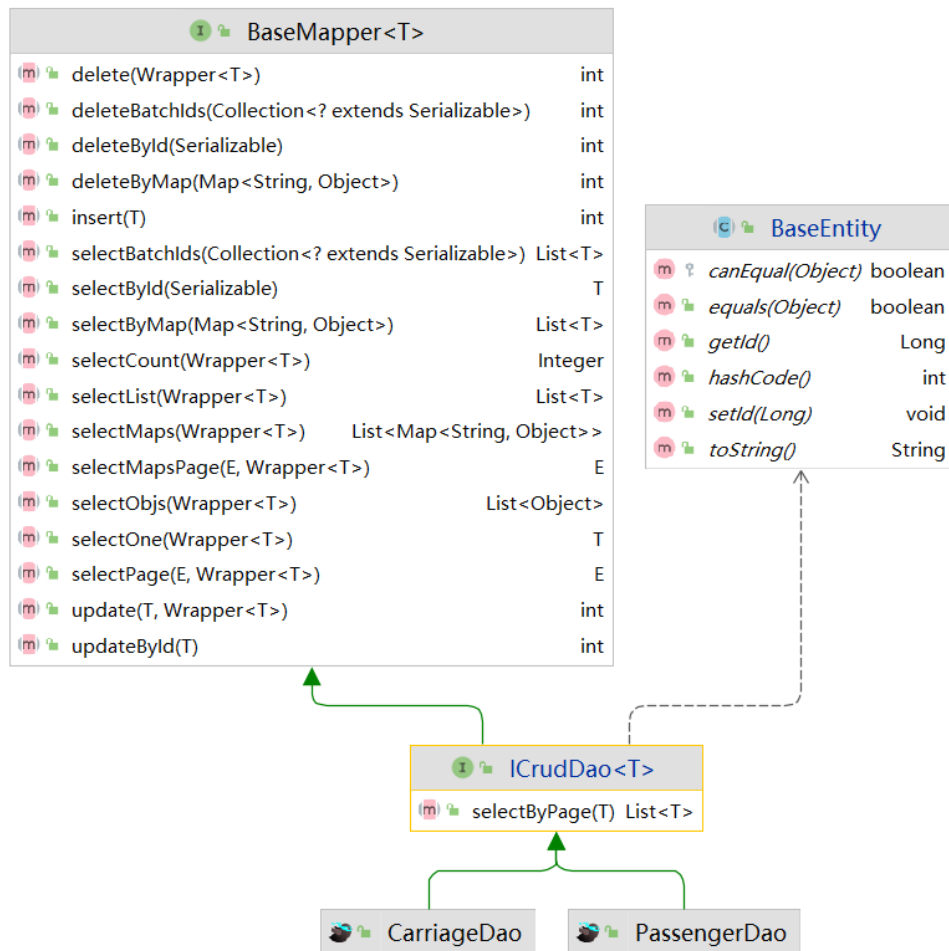 BaseMapper<T>
delete(Wrapper<T>) int
deleteBatchIds(Collection<? extends Serializable>) int
deleteById(Serializable) int
deleteByMap(Map<String, Object>) int
insert(T) int
selectBatchIds(Collection<? extends Serializable>) List<T>
selectById(Serializable) T
selectByMap(Map<String, Object>) List<T>
selectCount(Wrapper<T>) Integer
selectList(Wrapper<T>) List<T>
selectMaps(Wrapper<T>) List<Map<String, Object>>
selectMapsPage(E, Wrapper<T>) E
selectObjs(Wrapper<T>) List<Object>
selectOne(Wrapper<T>) T
selectPage(E, Wrapper<T>) E
update(T, Wrapper<T>) int
updateById(T) int
BaseEntity
canEqual(Object) boolean
equals(Object) boolean
getId() Long
hashCode() int
setId(Long) void
toString() String
ICrudDao<T>
selectByPage(T) List<T>
CarriageDao
PassengerDao